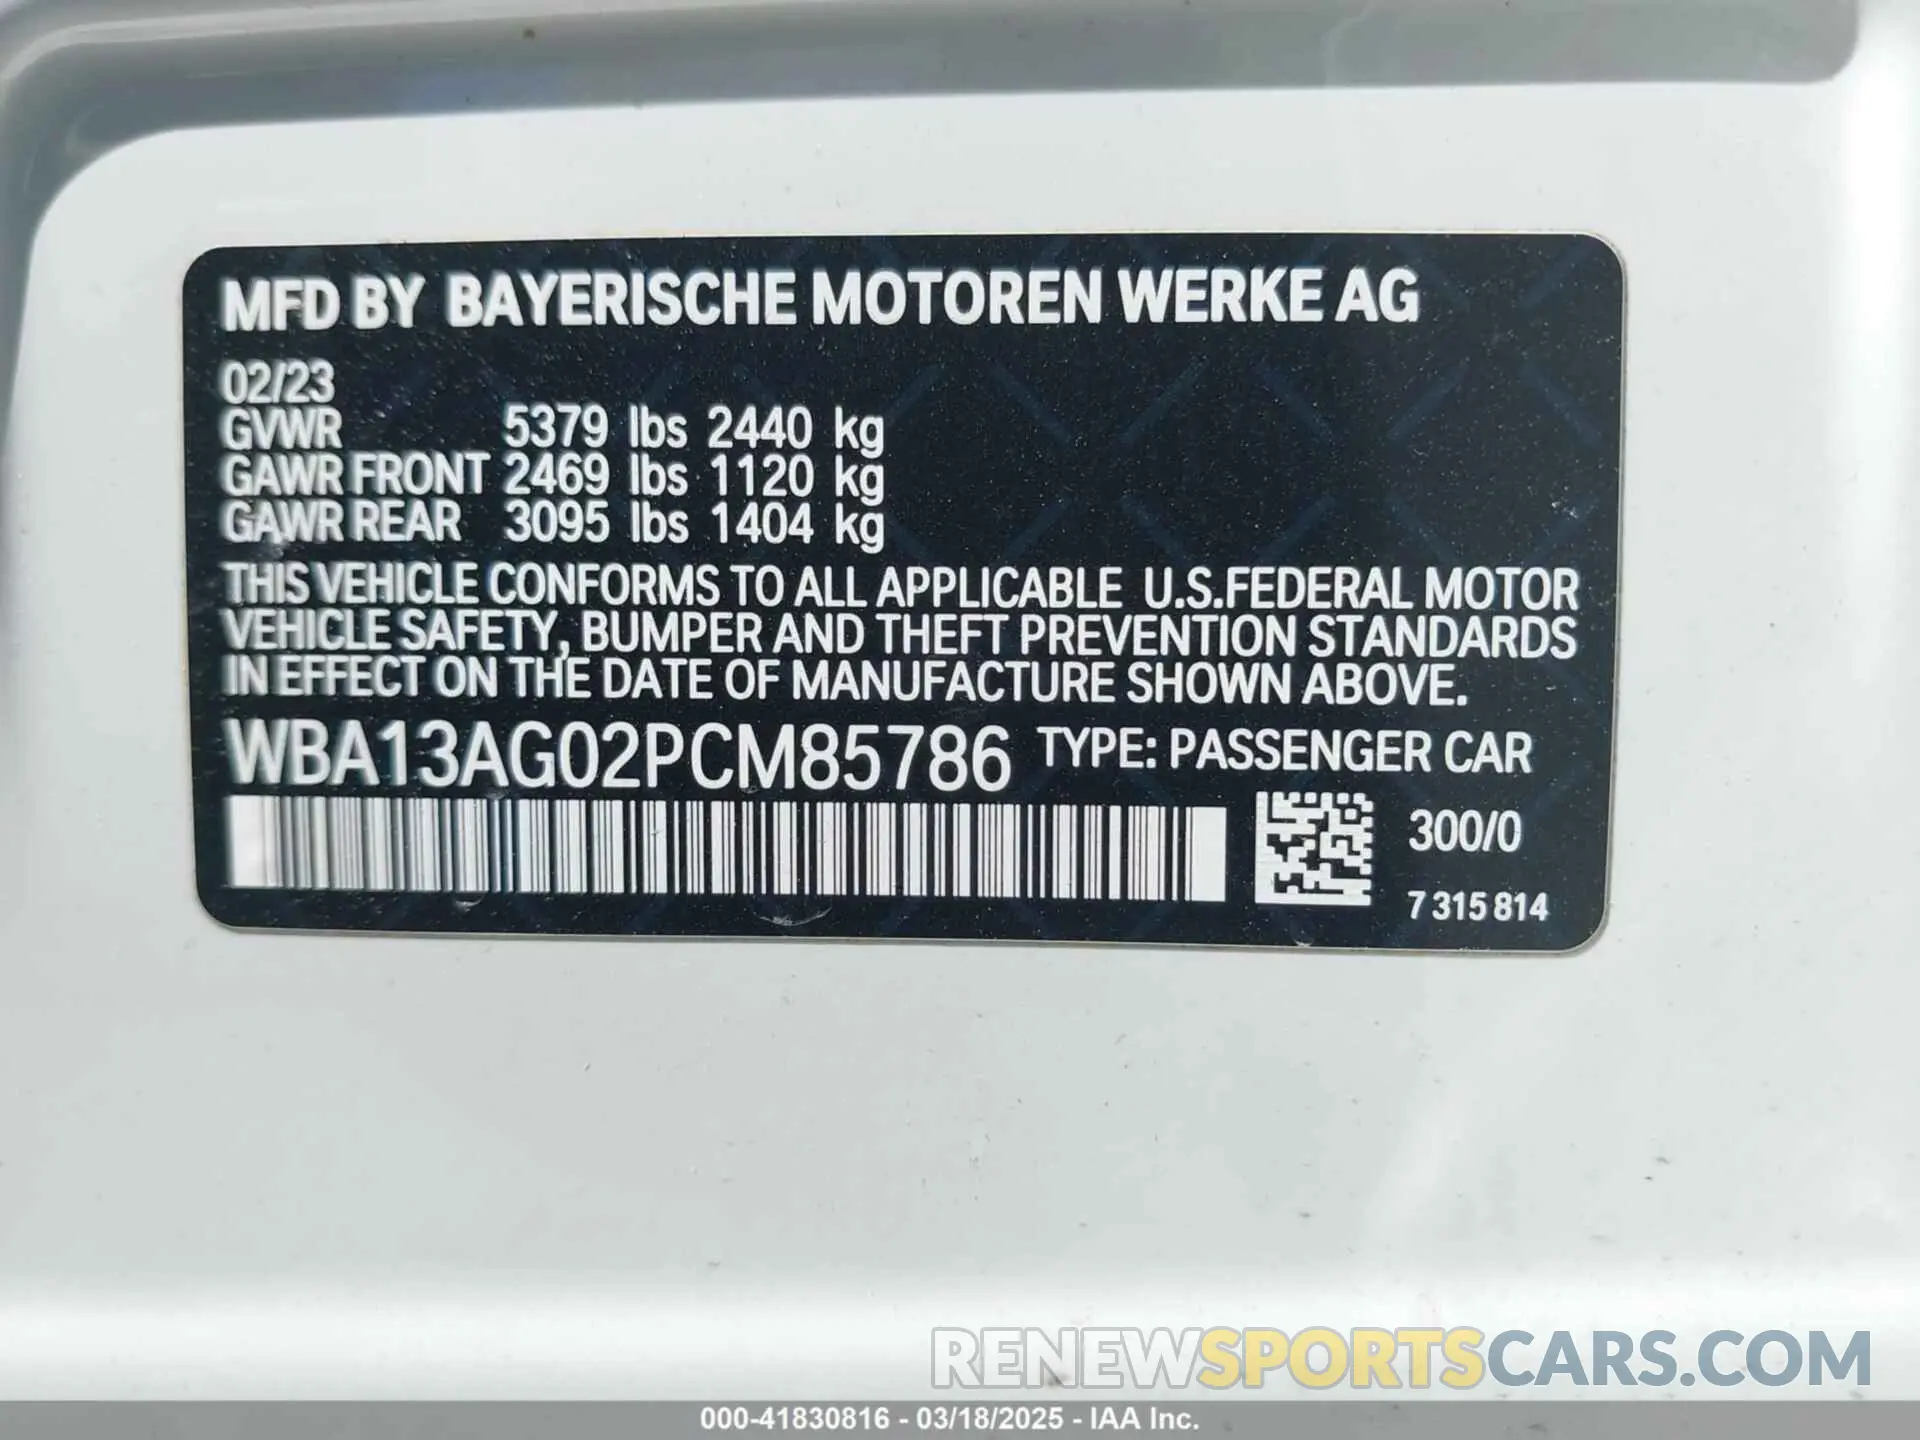 MFD BY BAYERISCHE MOTOREN WERKE AG
02/23
GVWR 5379 lbs 2440 kg
GAWR FRONT 2469 lbs 1120 kg
GAWR REAR 3095 lbs 1404 kg
THIS VEHICLE CONFORMS TO ALL APPLICABLE U.S.FEDERAL MOTOR
VEHICLE SAFETY, BUMPER AND THEFT PREVENTION STANDARDS
IN EFFECT ON THE DATE OF MANUFACTURE SHOWN ABOVE.
WBA13AG02PCM85786 TYPE: PASSENGER CAR
300/0
7 315 814
RENEWSPORTSCARS.COM
000-41830816 - 03/18/2025 - IAA Inc.